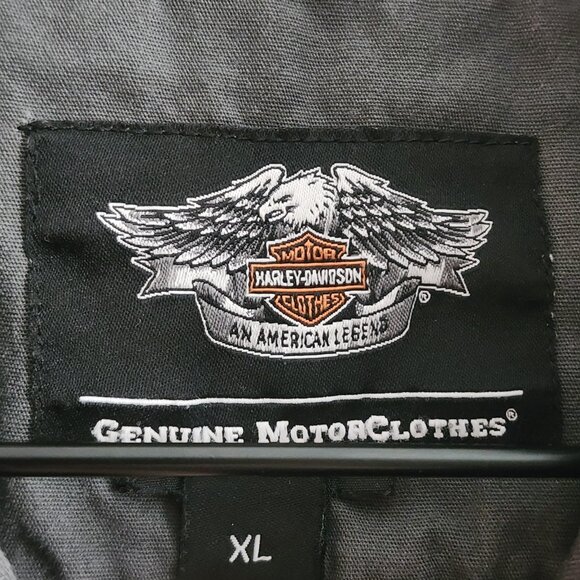 MOTOR
HARLEY-DAVIDSON
CLOTHES
®
AN AMERICAN LEGEND
GENUINE MOTORCLOTHES®
XL